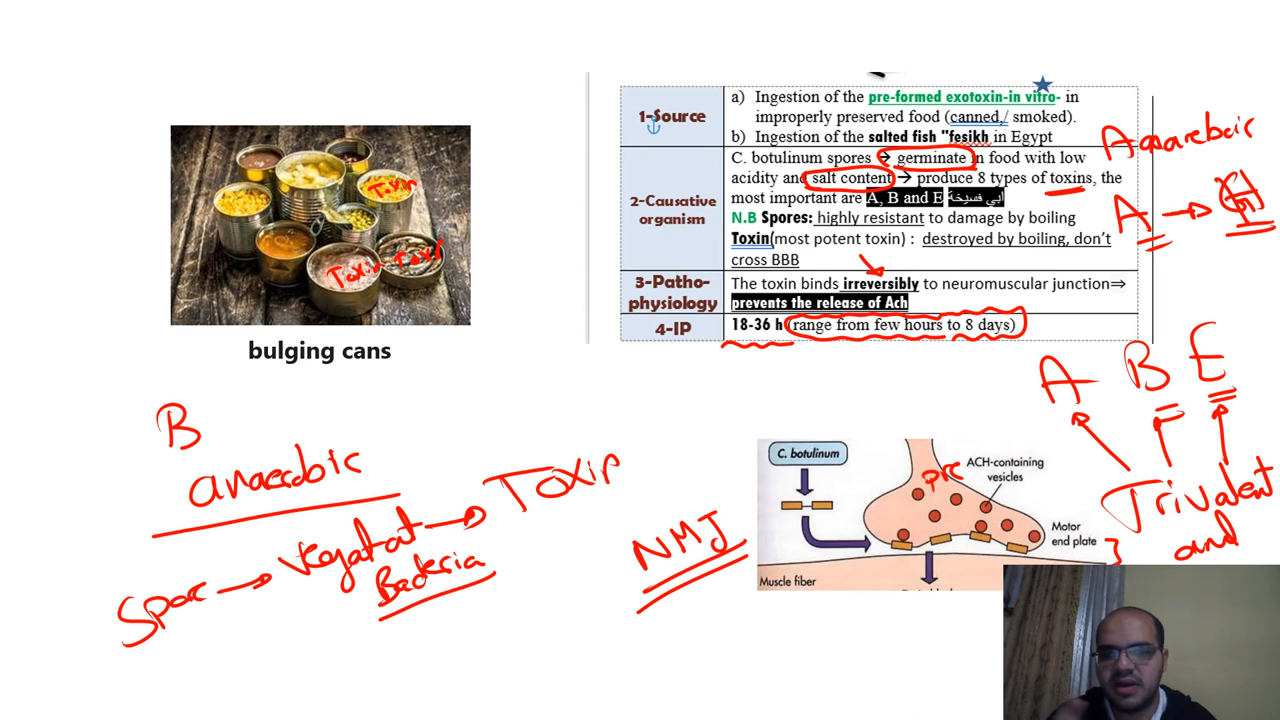 Toxin
Toxin Toxi
bulging cans
1-Source
a) Ingestion of the pre-formed exotoxin-in vitro- in
improperly preserved food (canned,/ smoked).
b) Ingestion of the salted fish "fesikh in Egypt
2-Causative
organism
C. botulinum spores → germinate in food with low
acidity and salt content → produce 8 types of toxins, the
most important are A, B and E ابي فسيخة
N.B Spores: highly resistant to damage by boiling
Toxin(most potent toxin) : destroyed by boiling, don't
cross BBB
3-Patho-
physiology
The toxin binds irreversibly to neuromuscular junction⇒
prevents the release of Ach
4-IP
18-36 h (range from few hours to 8 days)
A →
A B E
Trivalent
and
B
anaerobic
Spore → Vegetat → Toxin
Bacteria
NMJ
C. botulinum
pre
ACH-containing
vesicles
Motor
end plate
Muscle fiber